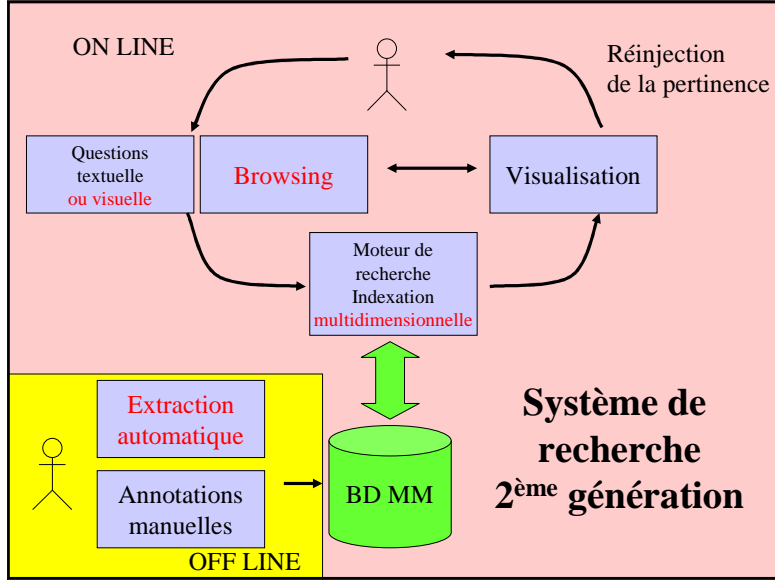 ON LINE
Réinjection
de la pertinence
Questions
textuelle
ou visuelle
Browsing
Visualisation
Moteur de
recherche
Indexation
multidimensionnelle
Extraction
automatique
Annotations
manuelles
OFF LINE
BD MM
Système de
recherche
2ème génération